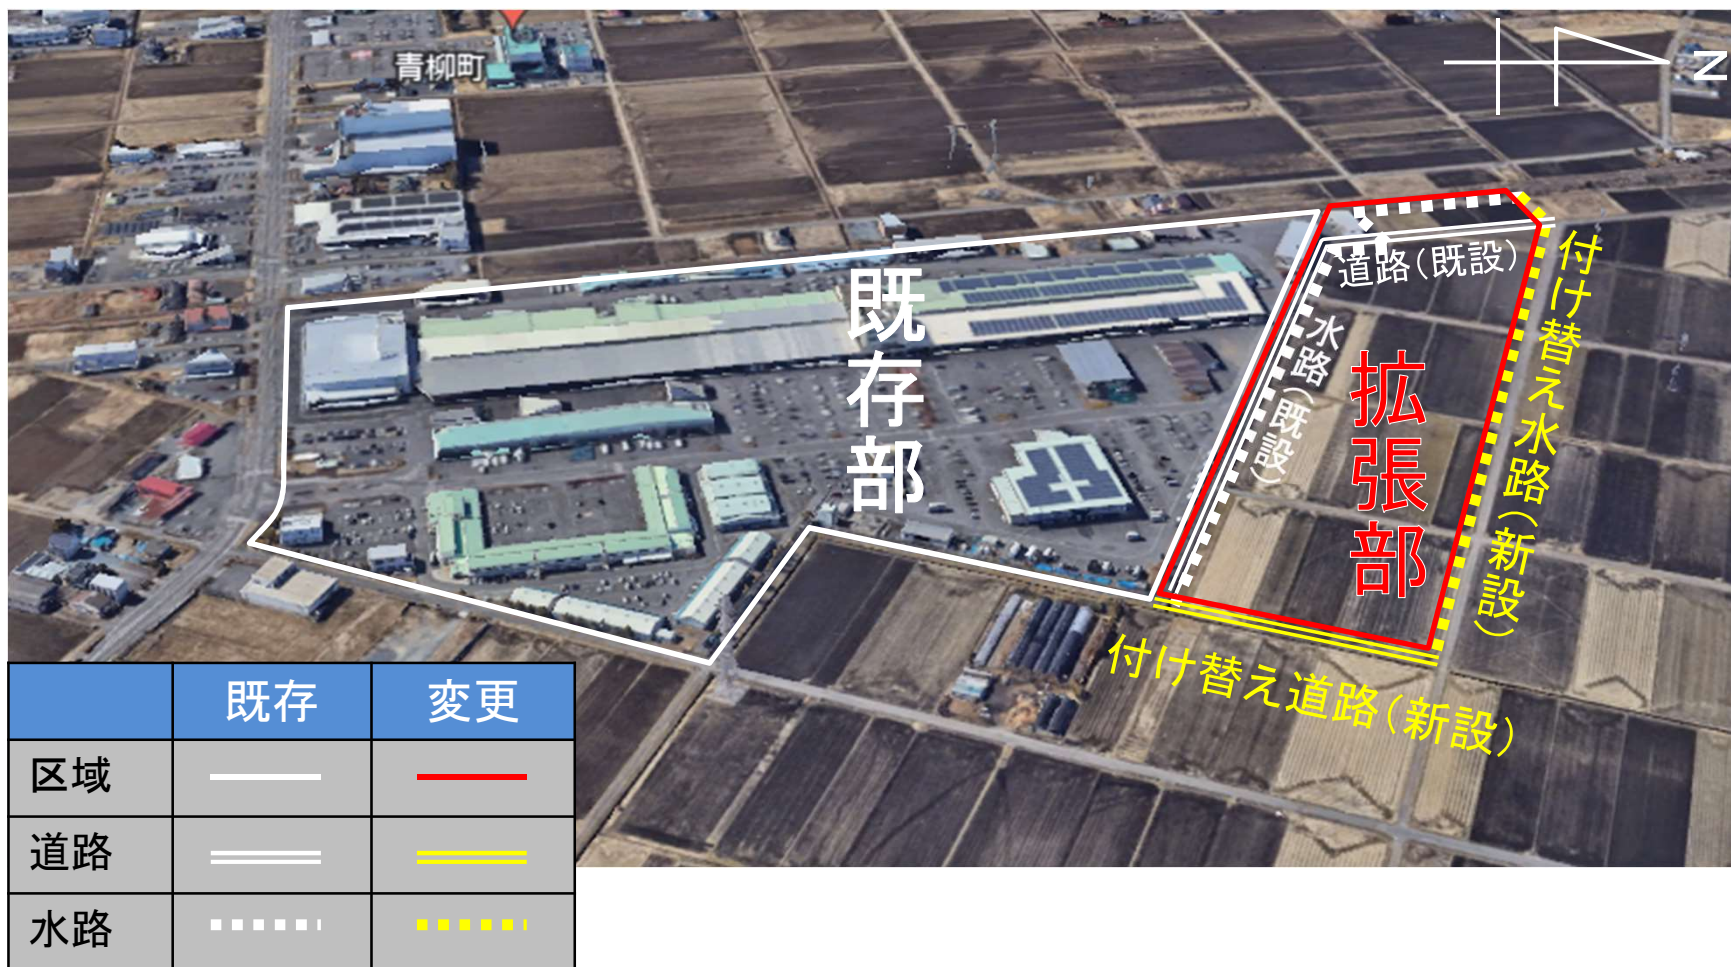 青柳町
N
既存部
道路(既設)
水路(既設)
拡張部
付け替え水路(新設)
付け替え道路(新設)
既存 変更
区域
道路
水路